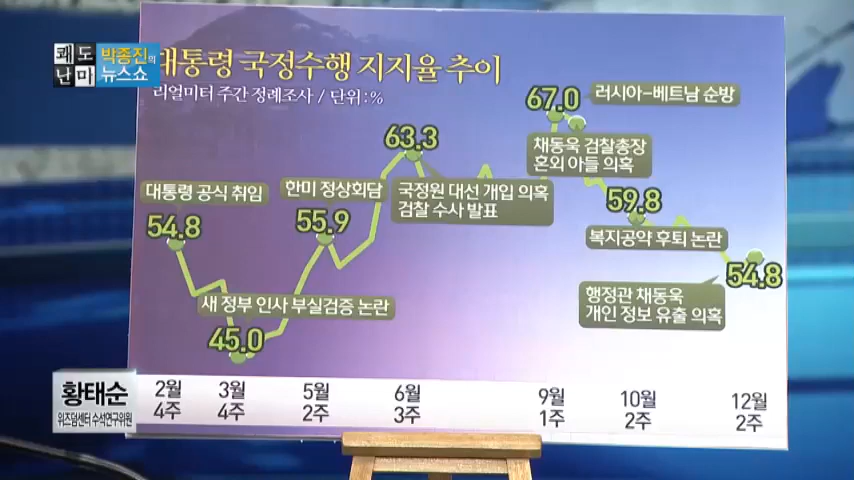 쾌도난마
박종진의
뉴스쇼
대통령 국정수행 지지율 추이
리얼미터 주간 정례조사 / 단위 : %
67.0
러시아-베트남 순방
63.3
채동욱 검찰총장
혼외 아들 의혹
대통령 공식 취임
54.8
한미 정상회담
55.9
국정원 대선 개입 의혹
검찰 수사 발표
59.8
복지공약 후퇴 논란
54.8
행정관 채동욱
개인 정보 유출 의혹
새 정부 인사 부실검증 논란
45.0
2월 3월 5월 6월 9월 10월 12월
4주 4주 2주 3주 1주 2주 2주
황태순
위즈덤센터 수석연구위원